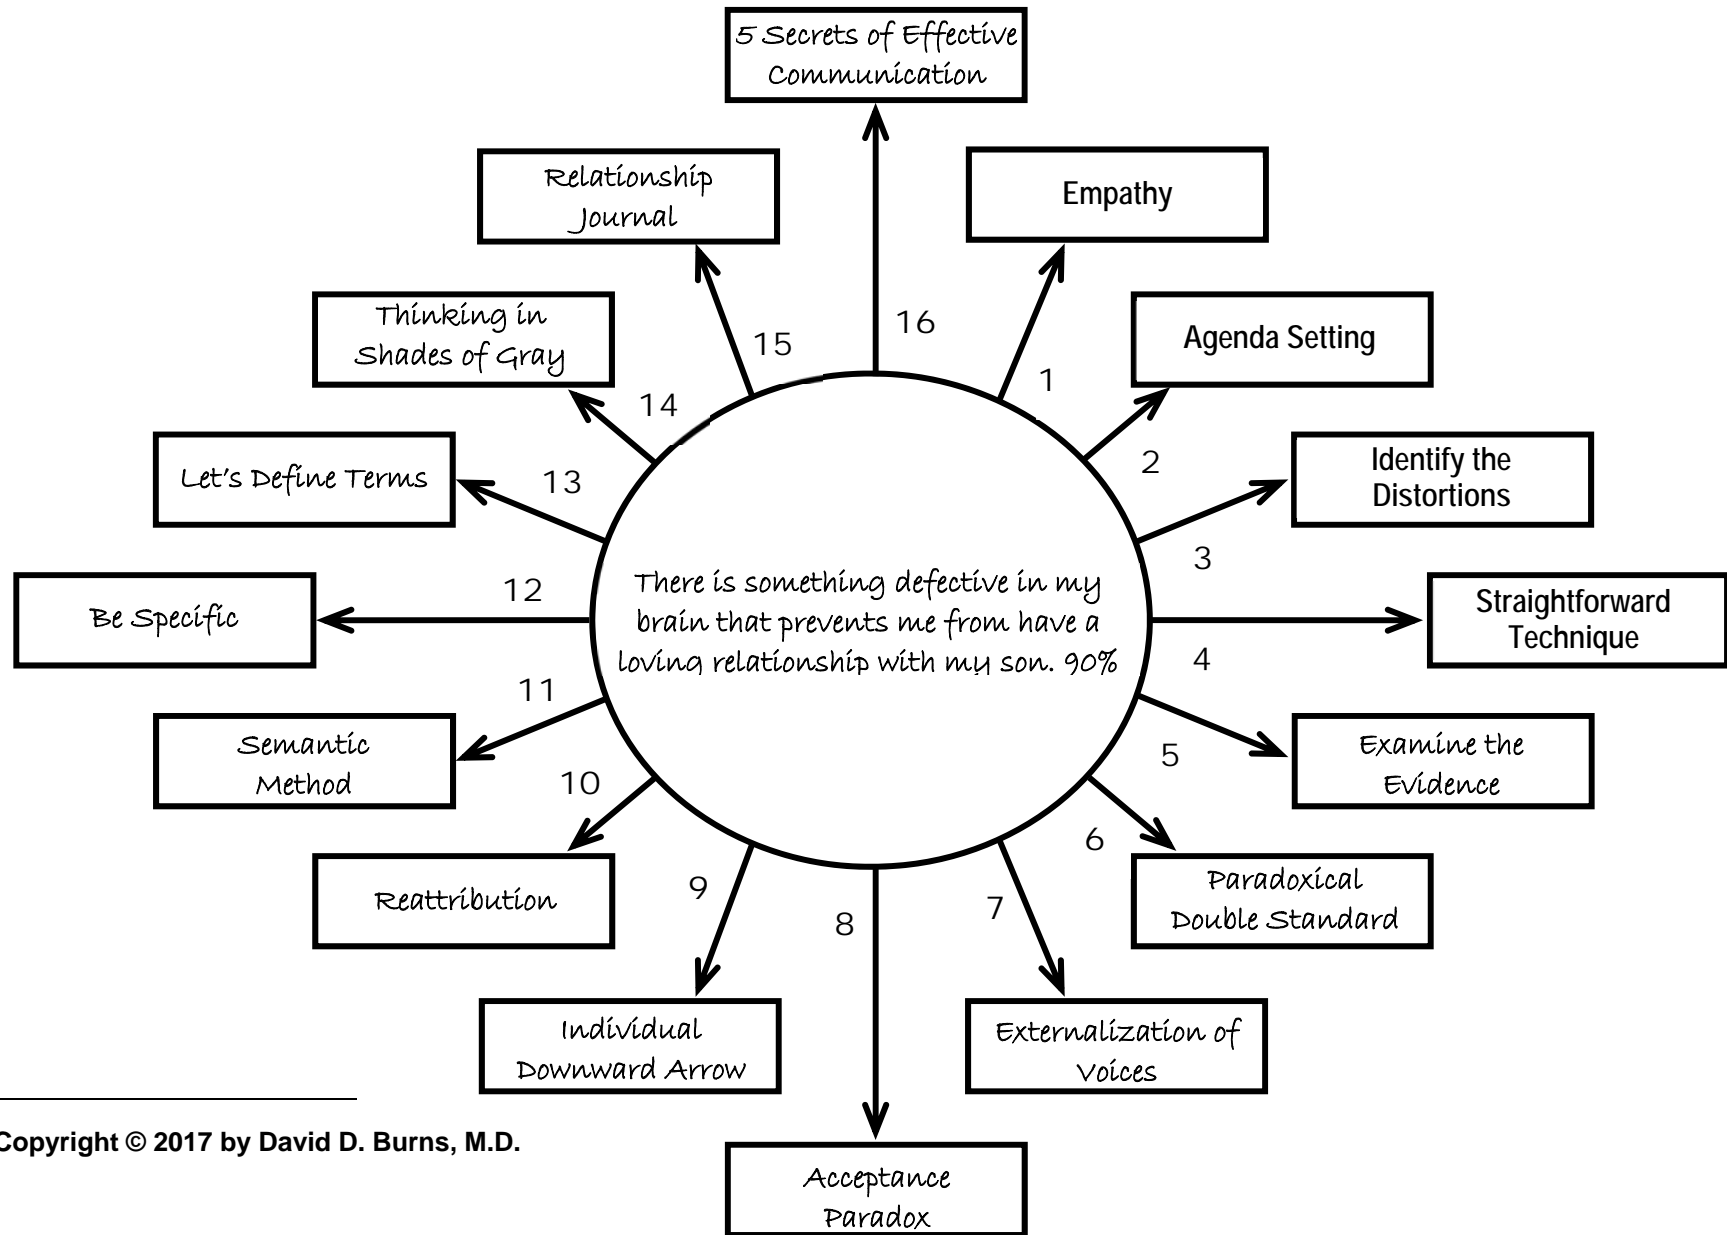 5 Secrets of Effective
Communication
Relationship
Journal
Empathy
Thinking in
Shades of Gray
15
16
1
Agenda Setting
14
2
Let's Define Terms
13
Identify the
Distortions
3
Be Specific
12
There is something defective in my
brain that prevents me from have a
loving relationship with my son. 90%
Straightforward
Technique
4
11
Semantic
Method
5
Examine the
Evidence
10
6
Reattribution
9
8
7
Paradoxical
Double Standard
Individual
Downward Arrow
Externalization of
Voices
Copyright © 2017 by David D. Burns, M.D.
Acceptance
Paradox